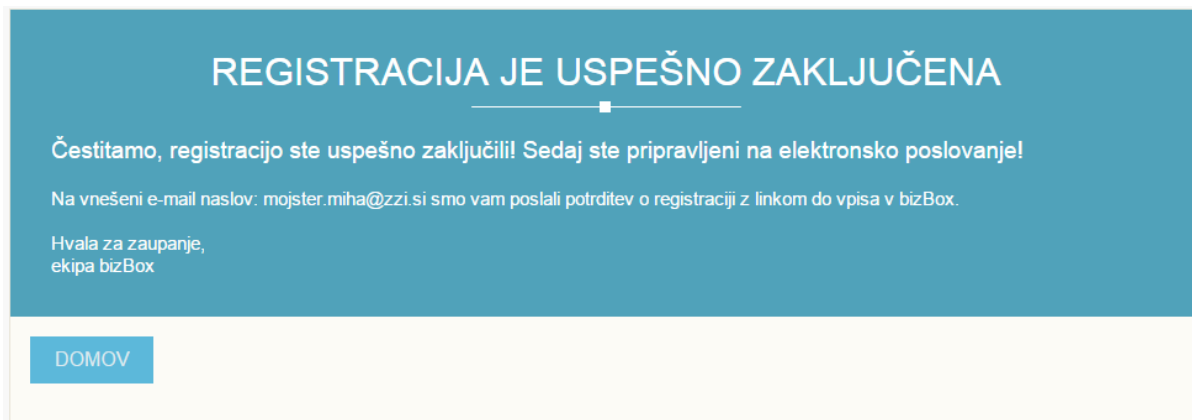 REGISTRACIJA JE USPEŠNO ZAKLJUČENA
Čestitamo, registracijo ste uspešno zaključili! Sedaj ste pripravljeni na elektronsko poslovanje!
Na vnešeni e-mail naslov: mojster.miha@zzi.si smo vam poslali potrditev o registraciji z linkom do vpisa v bizBox.
Hvala za zaupanje,
ekipa bizBox
DOMOV